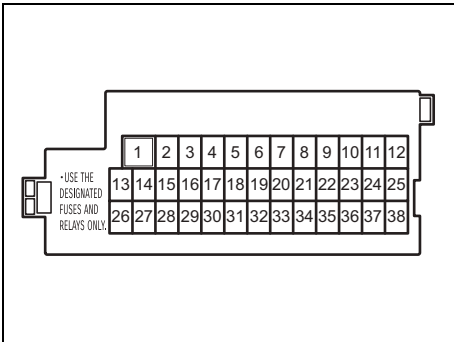 1 2 3 4 5 6 7 8 9 10 11 12
•USE THE
DESIGNATED
FUSES AND
RELAYS ONLY.
13 14 15 16 17 18 19 20 21 22 23 24 25
26 27 28 29 30 31 32 33 34 35 36 37 38